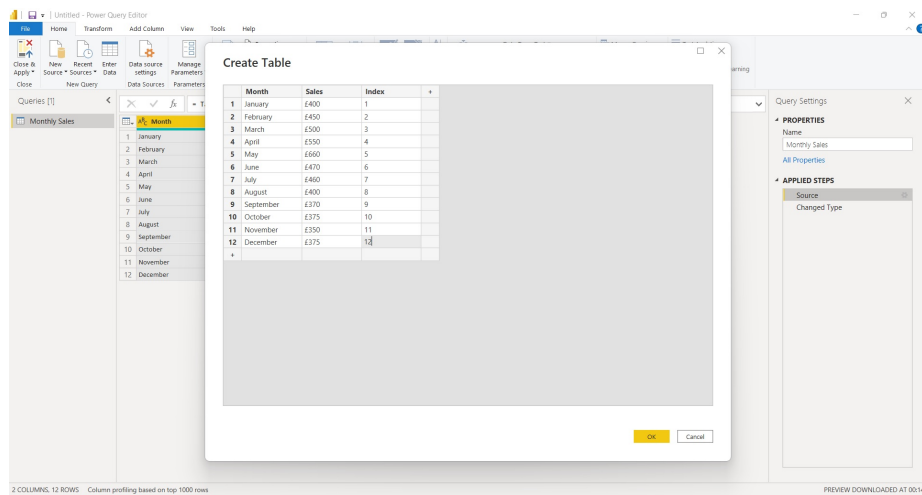 Untitled - Power Query Editor
File Home Transform Add Column View Tools Help
Close & Apply
New Source
Recent Sources
Enter Data
Data source settings
Manage Parameters
Close
New Query
Data Sources
Parameters
Queries [1]
Monthly Sales
fx
Month
1 January
2 February
3 March
4 April
5 May
6 June
7 July
8 August
9 September
10 October
11 November
12 December
Create Table
Month Sales Index +
1 January £400 1
2 February £450 2
3 March £500 3
4 April £550 4
5 May £660 5
6 June £470 6
7 July £460 7
8 August £400 8
9 September £370 9
10 October £375 10
11 November £350 11
12 December £375 12
+
OK Cancel
Query Settings
PROPERTIES
Name
Monthly Sales
All Properties
APPLIED STEPS
Source
Changed Type
2 COLUMNS, 12 ROWS Column profiling based on top 1000 rows
PREVIEW DOWNLOADED AT